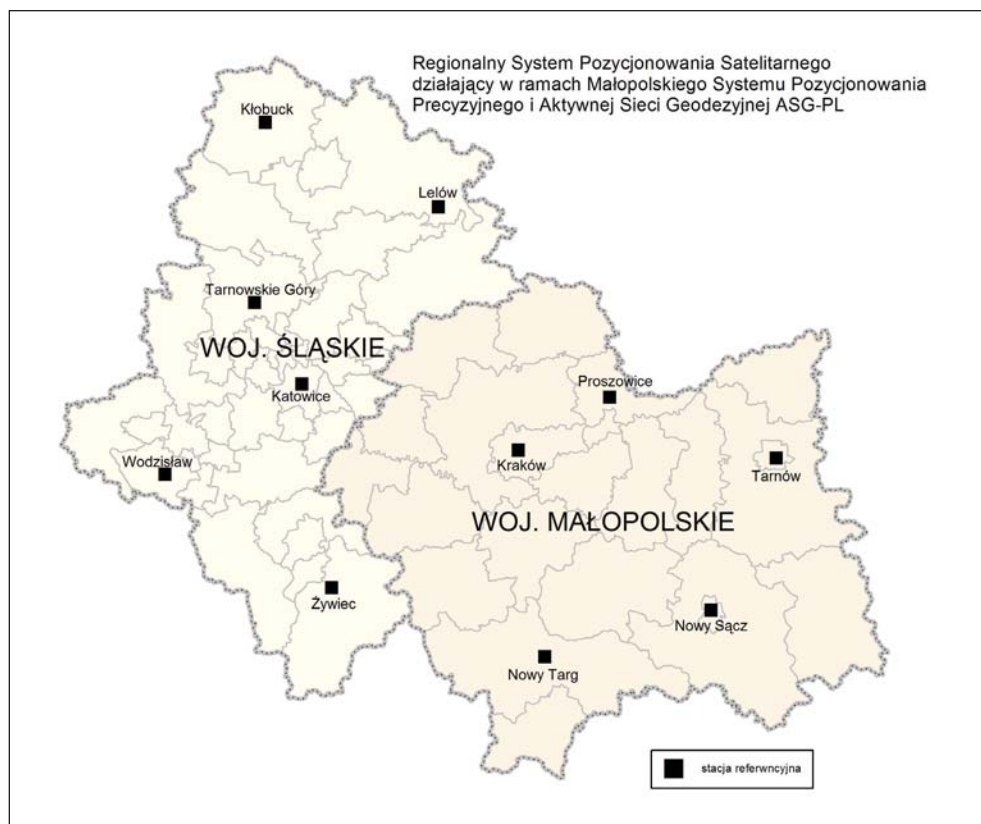 Regionalny System Pozycjonowania Satelitarnego
działający w ramach Małopolskiego Systemu Pozycjonowania
Precyzyjnego i Aktywnej Sieci Geodezyjnej ASG-PL
Kłobuck
Lelów
Tarnowskie Góry
WOJ. ŚLĄSKIE
Katowice
Proszowice
Wodzisław
Kraków
Tarnów
WOJ. MAŁOPOLSKIE
Żywiec
Nowy Sącz
Nowy Targ
stacja referwncyjna